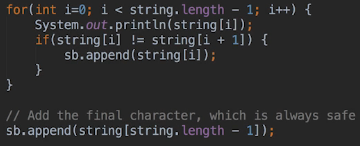 for(int i=0; i < string.length - 1; i++) {
    System.out.println(string[i]);
    if(string[i] != string[i + 1]) {
        sb.append(string[i]);
    }
}

// Add the final character, which is always safe
sb.append(string[string.length - 1]);